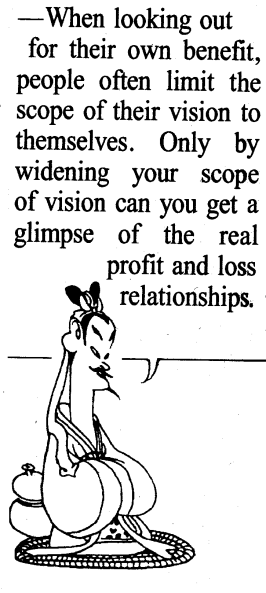 —When looking out
for their own benefit,
people often limit the
scope of their vision to
themselves. Only by
widening your scope
of vision can you get a
glimpse of the real
profit and loss
relationships.